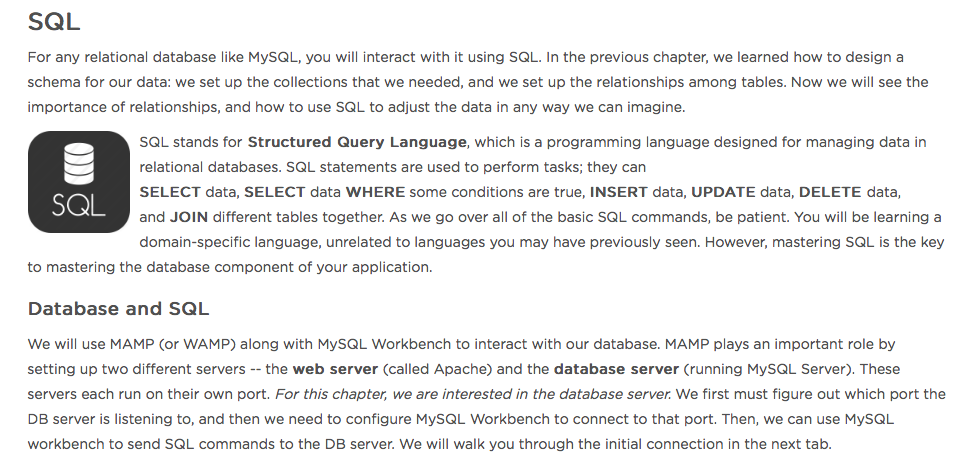 SQL
For any relational database like MySQL, you will interact with it using SQL. In the previous chapter, we learned how to design a
schema for our data: we set up the collections that we needed, and we set up the relationships among tables. Now we will see the
importance of relationships, and how to use SQL to adjust the data in any way we can imagine.
SQL
SQL stands for Structured Query Language, which is a programming language designed for managing data in
relational databases. SQL statements are used to perform tasks; they can
SELECT data, SELECT data WHERE some conditions are true, INSERT data, UPDATE data, DELETE data,
and JOIN different tables together. As we go over all of the basic SQL commands, be patient. You will be learning a
domain-specific language, unrelated to languages you may have previously seen. However, mastering SQL is the key
to mastering the database component of your application.
Database and SQL
We will use MAMP (or WAMP) along with MySQL Workbench to interact with our database. MAMP plays an important role by
setting up two different servers -- the web server (called Apache) and the database server (running MySQL Server). These
servers each run on their own port. For this chapter, we are interested in the database server. We first must figure out which port the
DB server is listening to, and then we need to configure MySQL Workbench to connect to that port. Then, we can use MySQL
workbench to send SQL commands to the DB server. We will walk you through the initial connection in the next tab.